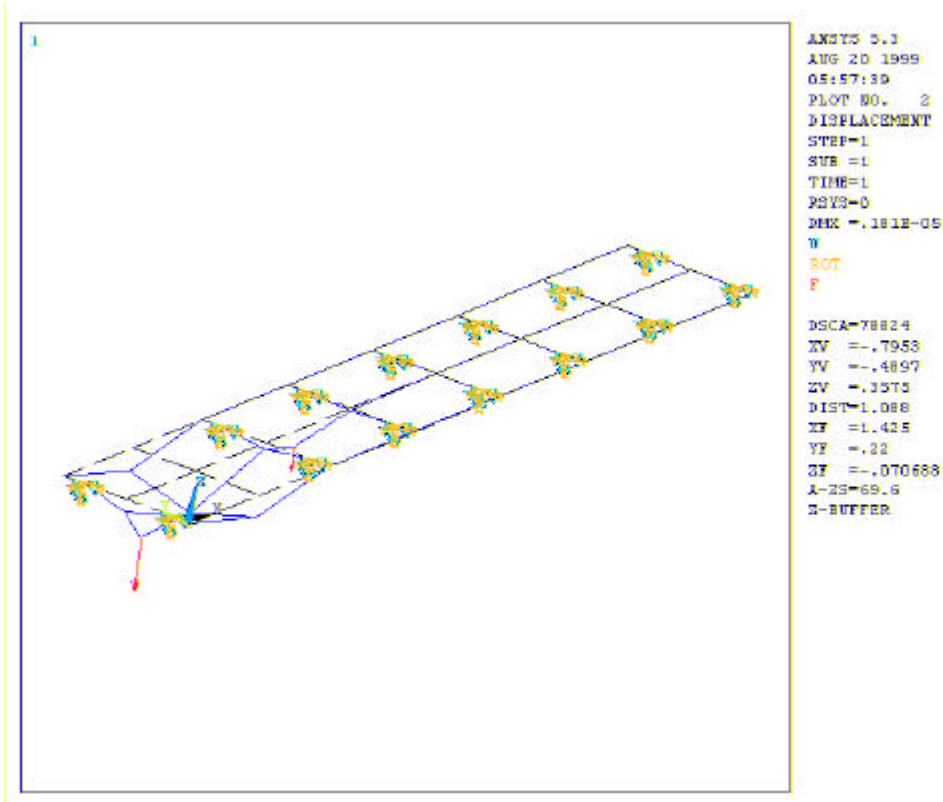 1
ANSYS 5.3
AUG 20 1999
05:57:39
PLOT NO. 2
DISPLACEMENT
STEP=1
SUB =1
TIME=1
RSYS=0
DMX =.181E-05
U
ROT
F
DSCA=78824
XV =-.7953
YV =-.4897
ZV =.3575
DIST=1.088
XF =1.425
YF =.22
ZF =-.070688
A-ZS=69.6
Z-BUFFER
X